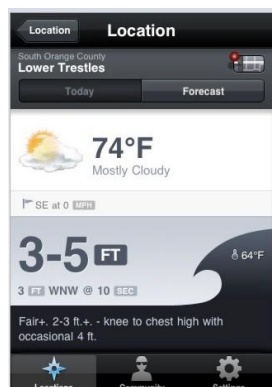 Location
Location
South Orange County
Lower Trestles
Today
Forecast
74°F
Mostly Cloudy
SE at 0 MPH
3-5 FT
64°F
3 FT WNW @ 10 SEC
Fair+. 2-3 ft.+. - knee to chest high with
occasional 4 ft.
Locations
Community
Settings